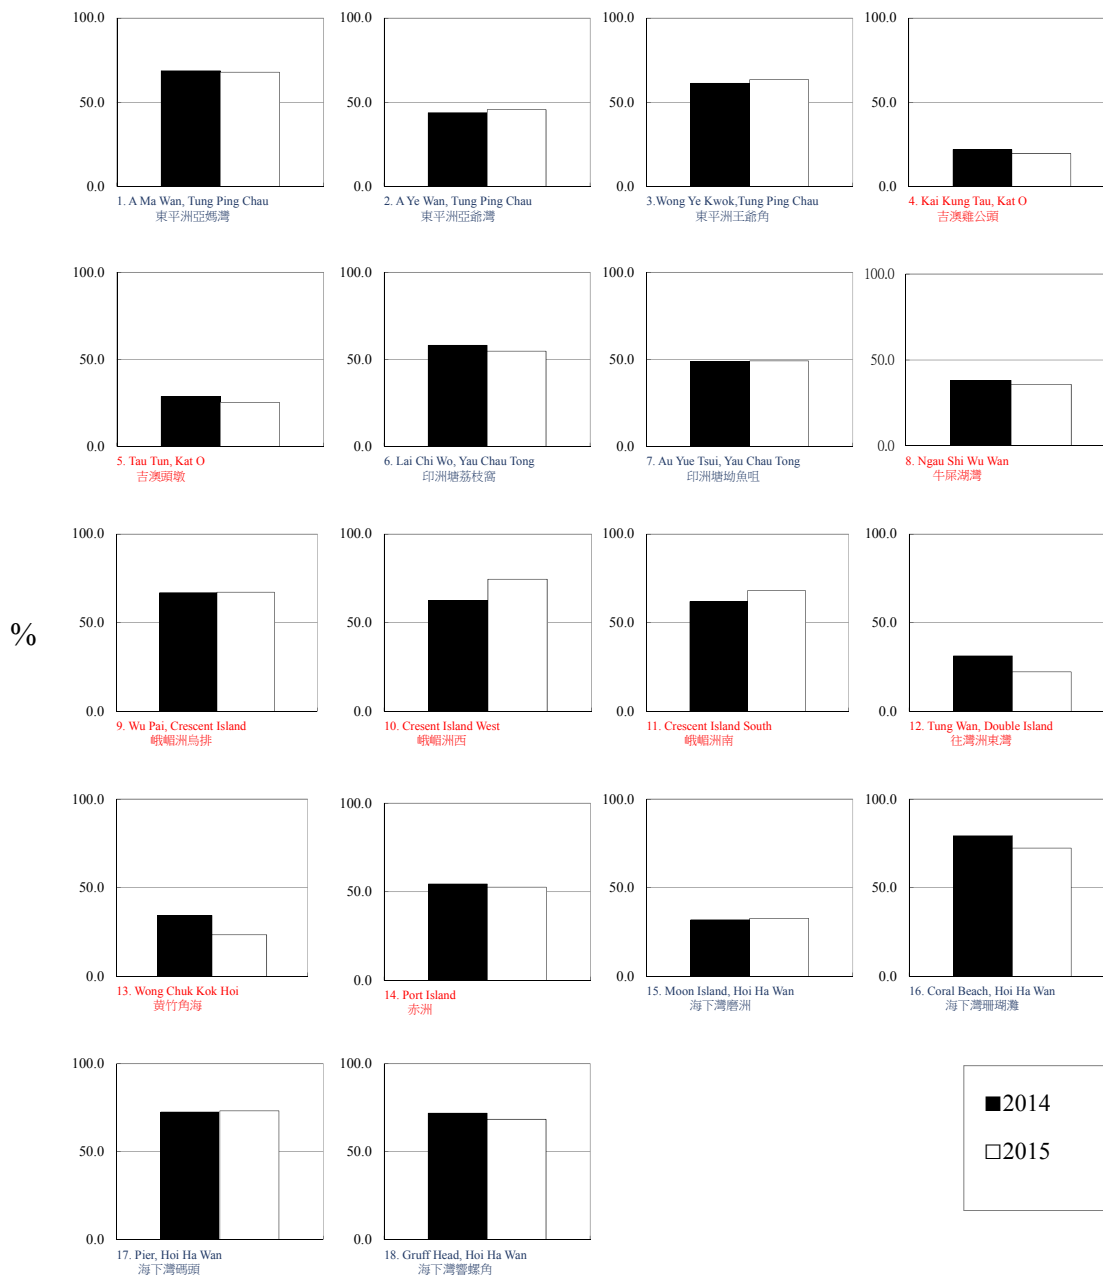 100.0
50.0
0.0
1. A Ma Wan, Tung Ping Chau
東平洲亞媽灣
100.0
50.0
0.0
2. A Ye Wan, Tung Ping Chau
東平洲亞爺灣
100.0
50.0
0.0
3.Wong Ye Kwok,Tung Ping Chau
東平洲王爺角
100.0
50.0
0.0
4. Kai Kung Tau, Kat O
吉澳雞公頭
100.0
50.0
0.0
5. Tau Tun, Kat O
吉澳頭墩
100.0
50.0
0.0
6. Lai Chi Wo, Yau Chau Tong
印洲塘荔枝窩
100.0
50.0
0.0
7. Au Yue Tsui, Yau Chau Tong
印洲塘坳魚咀
100.0
50.0
0.0
8. Ngau Shi Wu Wan
牛屎湖灣
%
100.0
50.0
0.0
9. Wu Pai, Crescent Island
峨嵋洲烏排
100.0
50.0
0.0
10. Cresent Island West
峨嵋洲西
100.0
50.0
0.0
11. Crescent Island South
峨嵋洲南
100.0
50.0
0.0
12. Tung Wan, Double Island
往灣洲東灣
100.0
50.0
0.0
13. Wong Chuk Kok Hoi
黄竹角海
100.0
50.0
0.0
14. Port Island
赤洲
100.0
50.0
0.0
15. Moon Island, Hoi Ha Wan
海下灣磨洲
100.0
50.0
0.0
16. Coral Beach, Hoi Ha Wan
海下灣珊瑚灘
100.0
50.0
0.0
17. Pier, Hoi Ha Wan
海下灣碼頭
100.0
50.0
0.0
18. Gruff Head, Hoi Ha Wan
海下灣響螺角
2014
2015